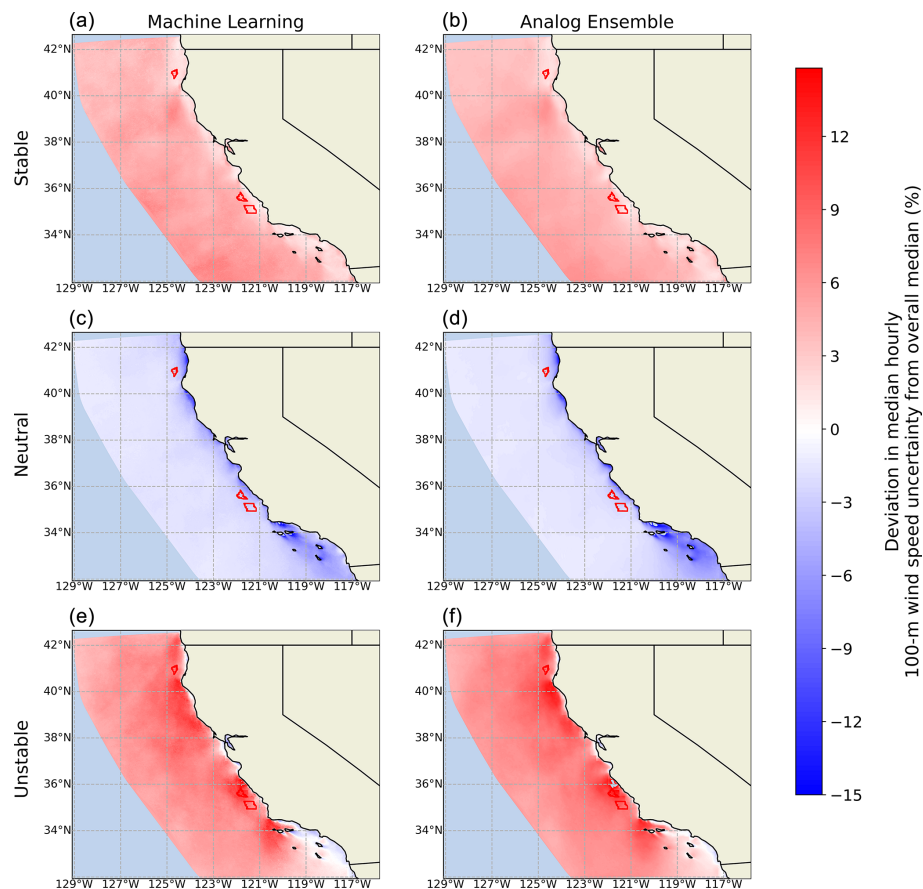 (a) Machine Learning
(b) Analog Ensemble
Stable
42°N
40°N
38°N
36°N
34°N
129°W 127°W 125°W 123°W 121°W 119°W 117°W
129°W 127°W 125°W 123°W 121°W 119°W 117°W
42°N
40°N
38°N
36°N
34°N
(c)
(d)
Neutral
42°N
40°N
38°N
36°N
34°N
129°W 127°W 125°W 123°W 121°W 119°W 117°W
42°N
40°N
38°N
36°N
34°N
129°W 127°W 125°W 123°W 121°W 119°W 117°W
(e)
(f)
Unstable
42°N
40°N
38°N
36°N
34°N
129°W 127°W 125°W 123°W 121°W 119°W 117°W
42°N
40°N
38°N
36°N
34°N
129°W 127°W 125°W 123°W 121°W 119°W 117°W
12
9
6
3
0
−3
−6
−9
−12
−15
Deviation in median hourly
100-m wind speed uncertainty from overall median (%)